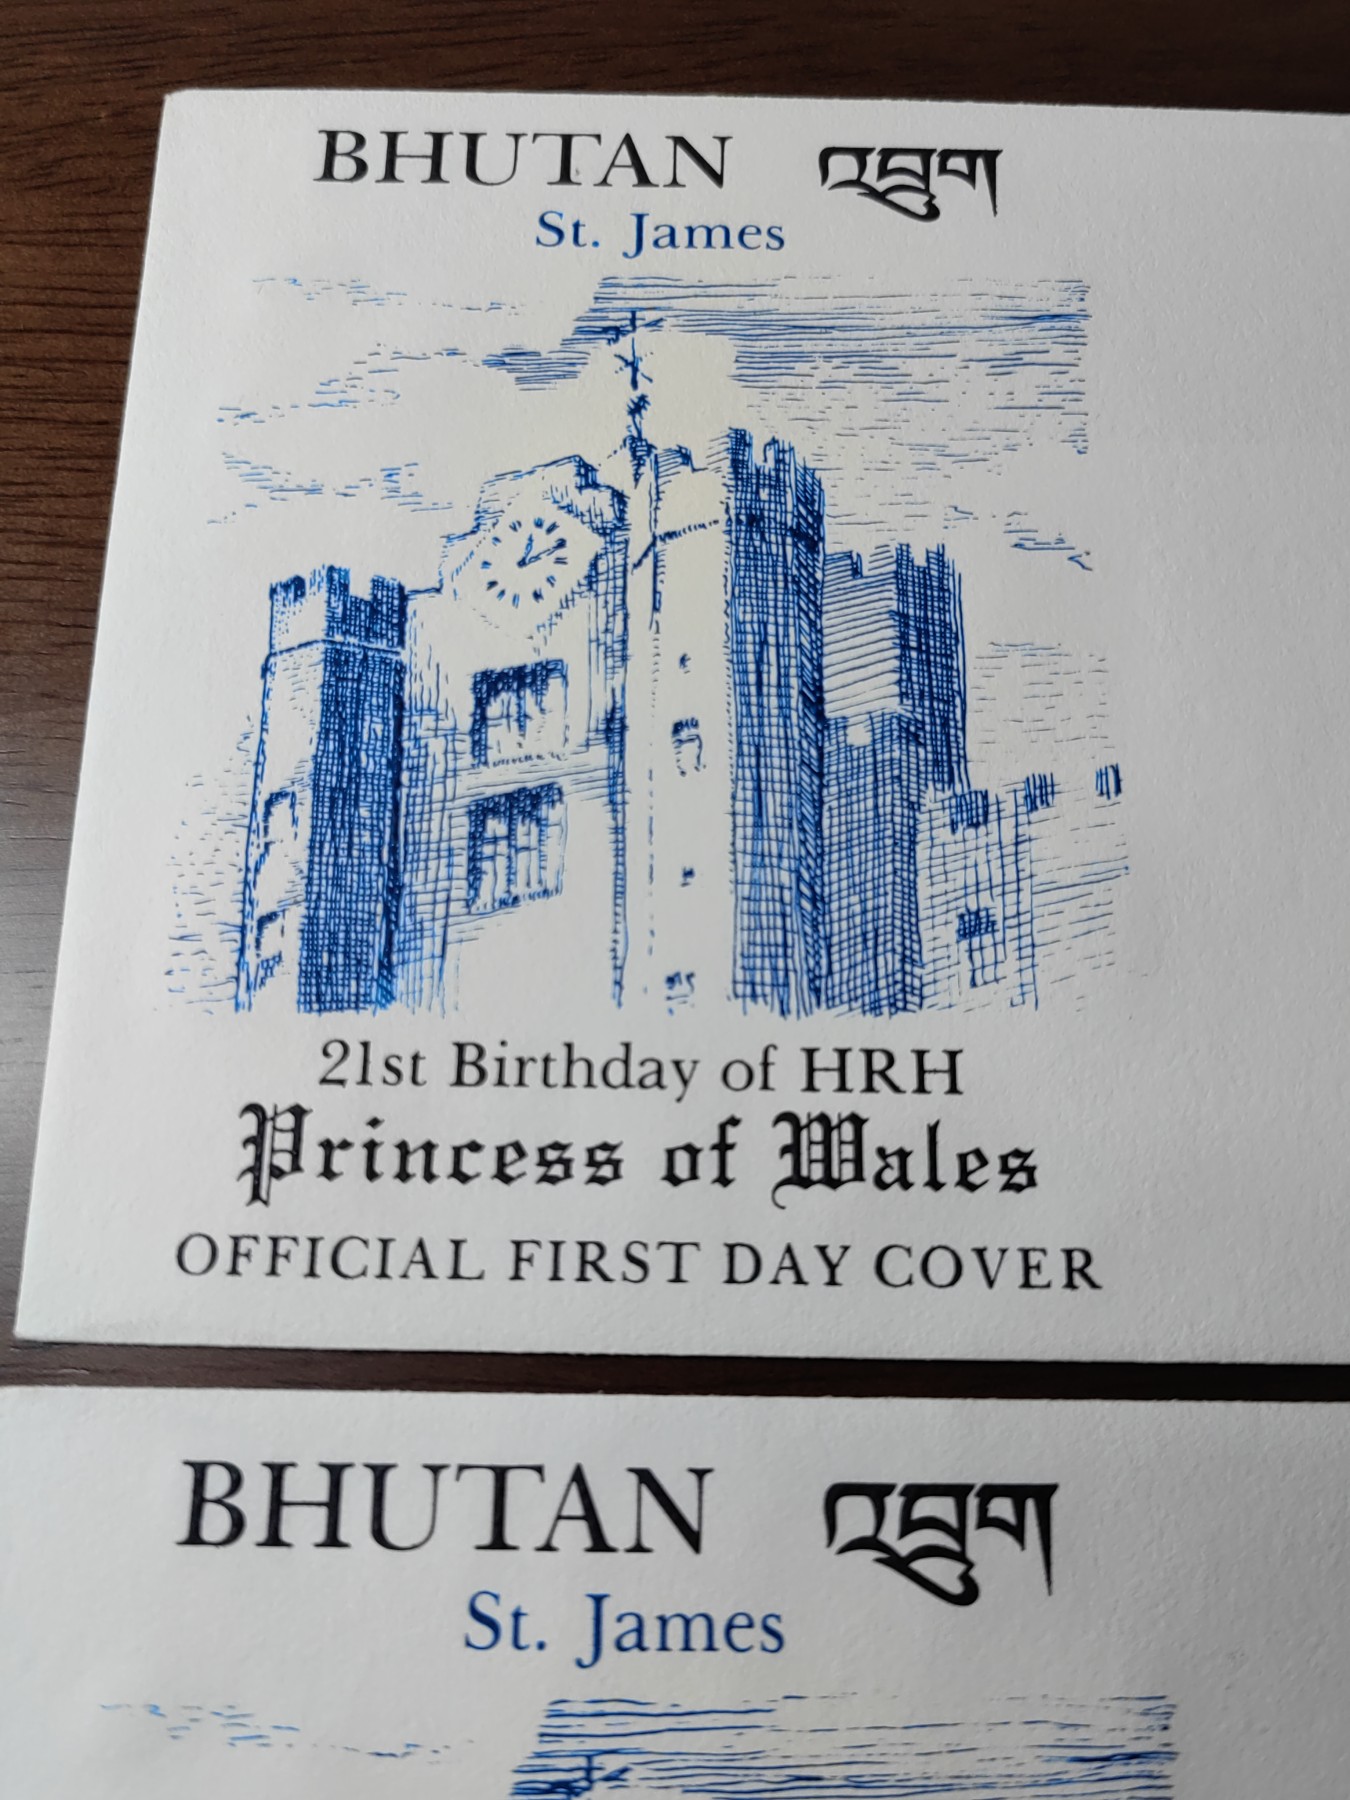 BHUTAN འབྲུག
St. James
21st Birthday of HRH
Princess of Wales
OFFICIAL FIRST DAY COVER
BHUTAN འབྲུག
St. James